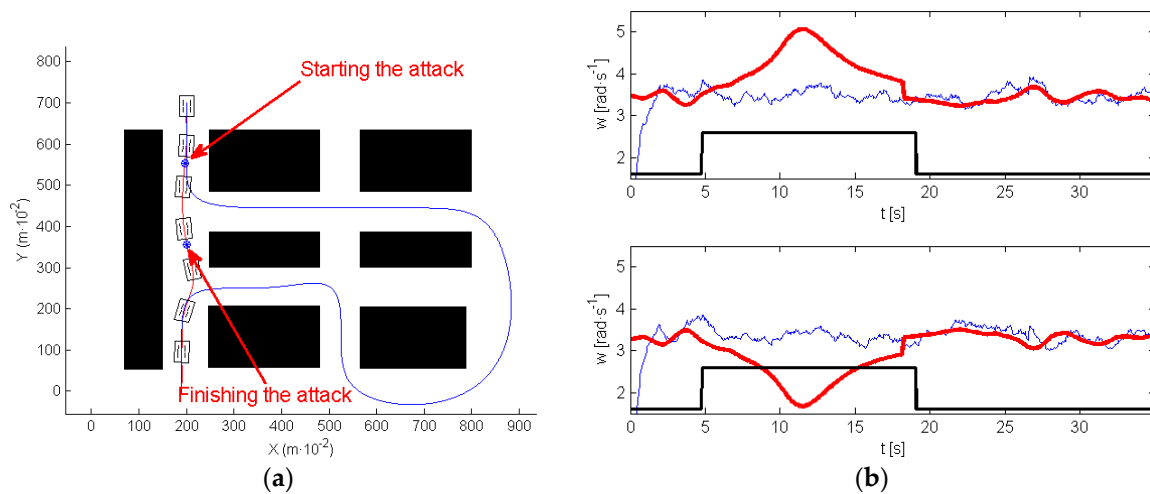 Starting the attack
Finishing the attack
800
700
600
500
400
300
200
100
0
Y (m·10⁻²)
0 100 200 300 400 500 600 700 800 900
X (m·10⁻²)
(a)
5
4
3
2
w [rad·s⁻¹]
0 5 10 15 20 25 30
t [s]
5
4
3
2
w [rad·s⁻¹]
0 5 10 15 20 25 30
t [s]
(b)